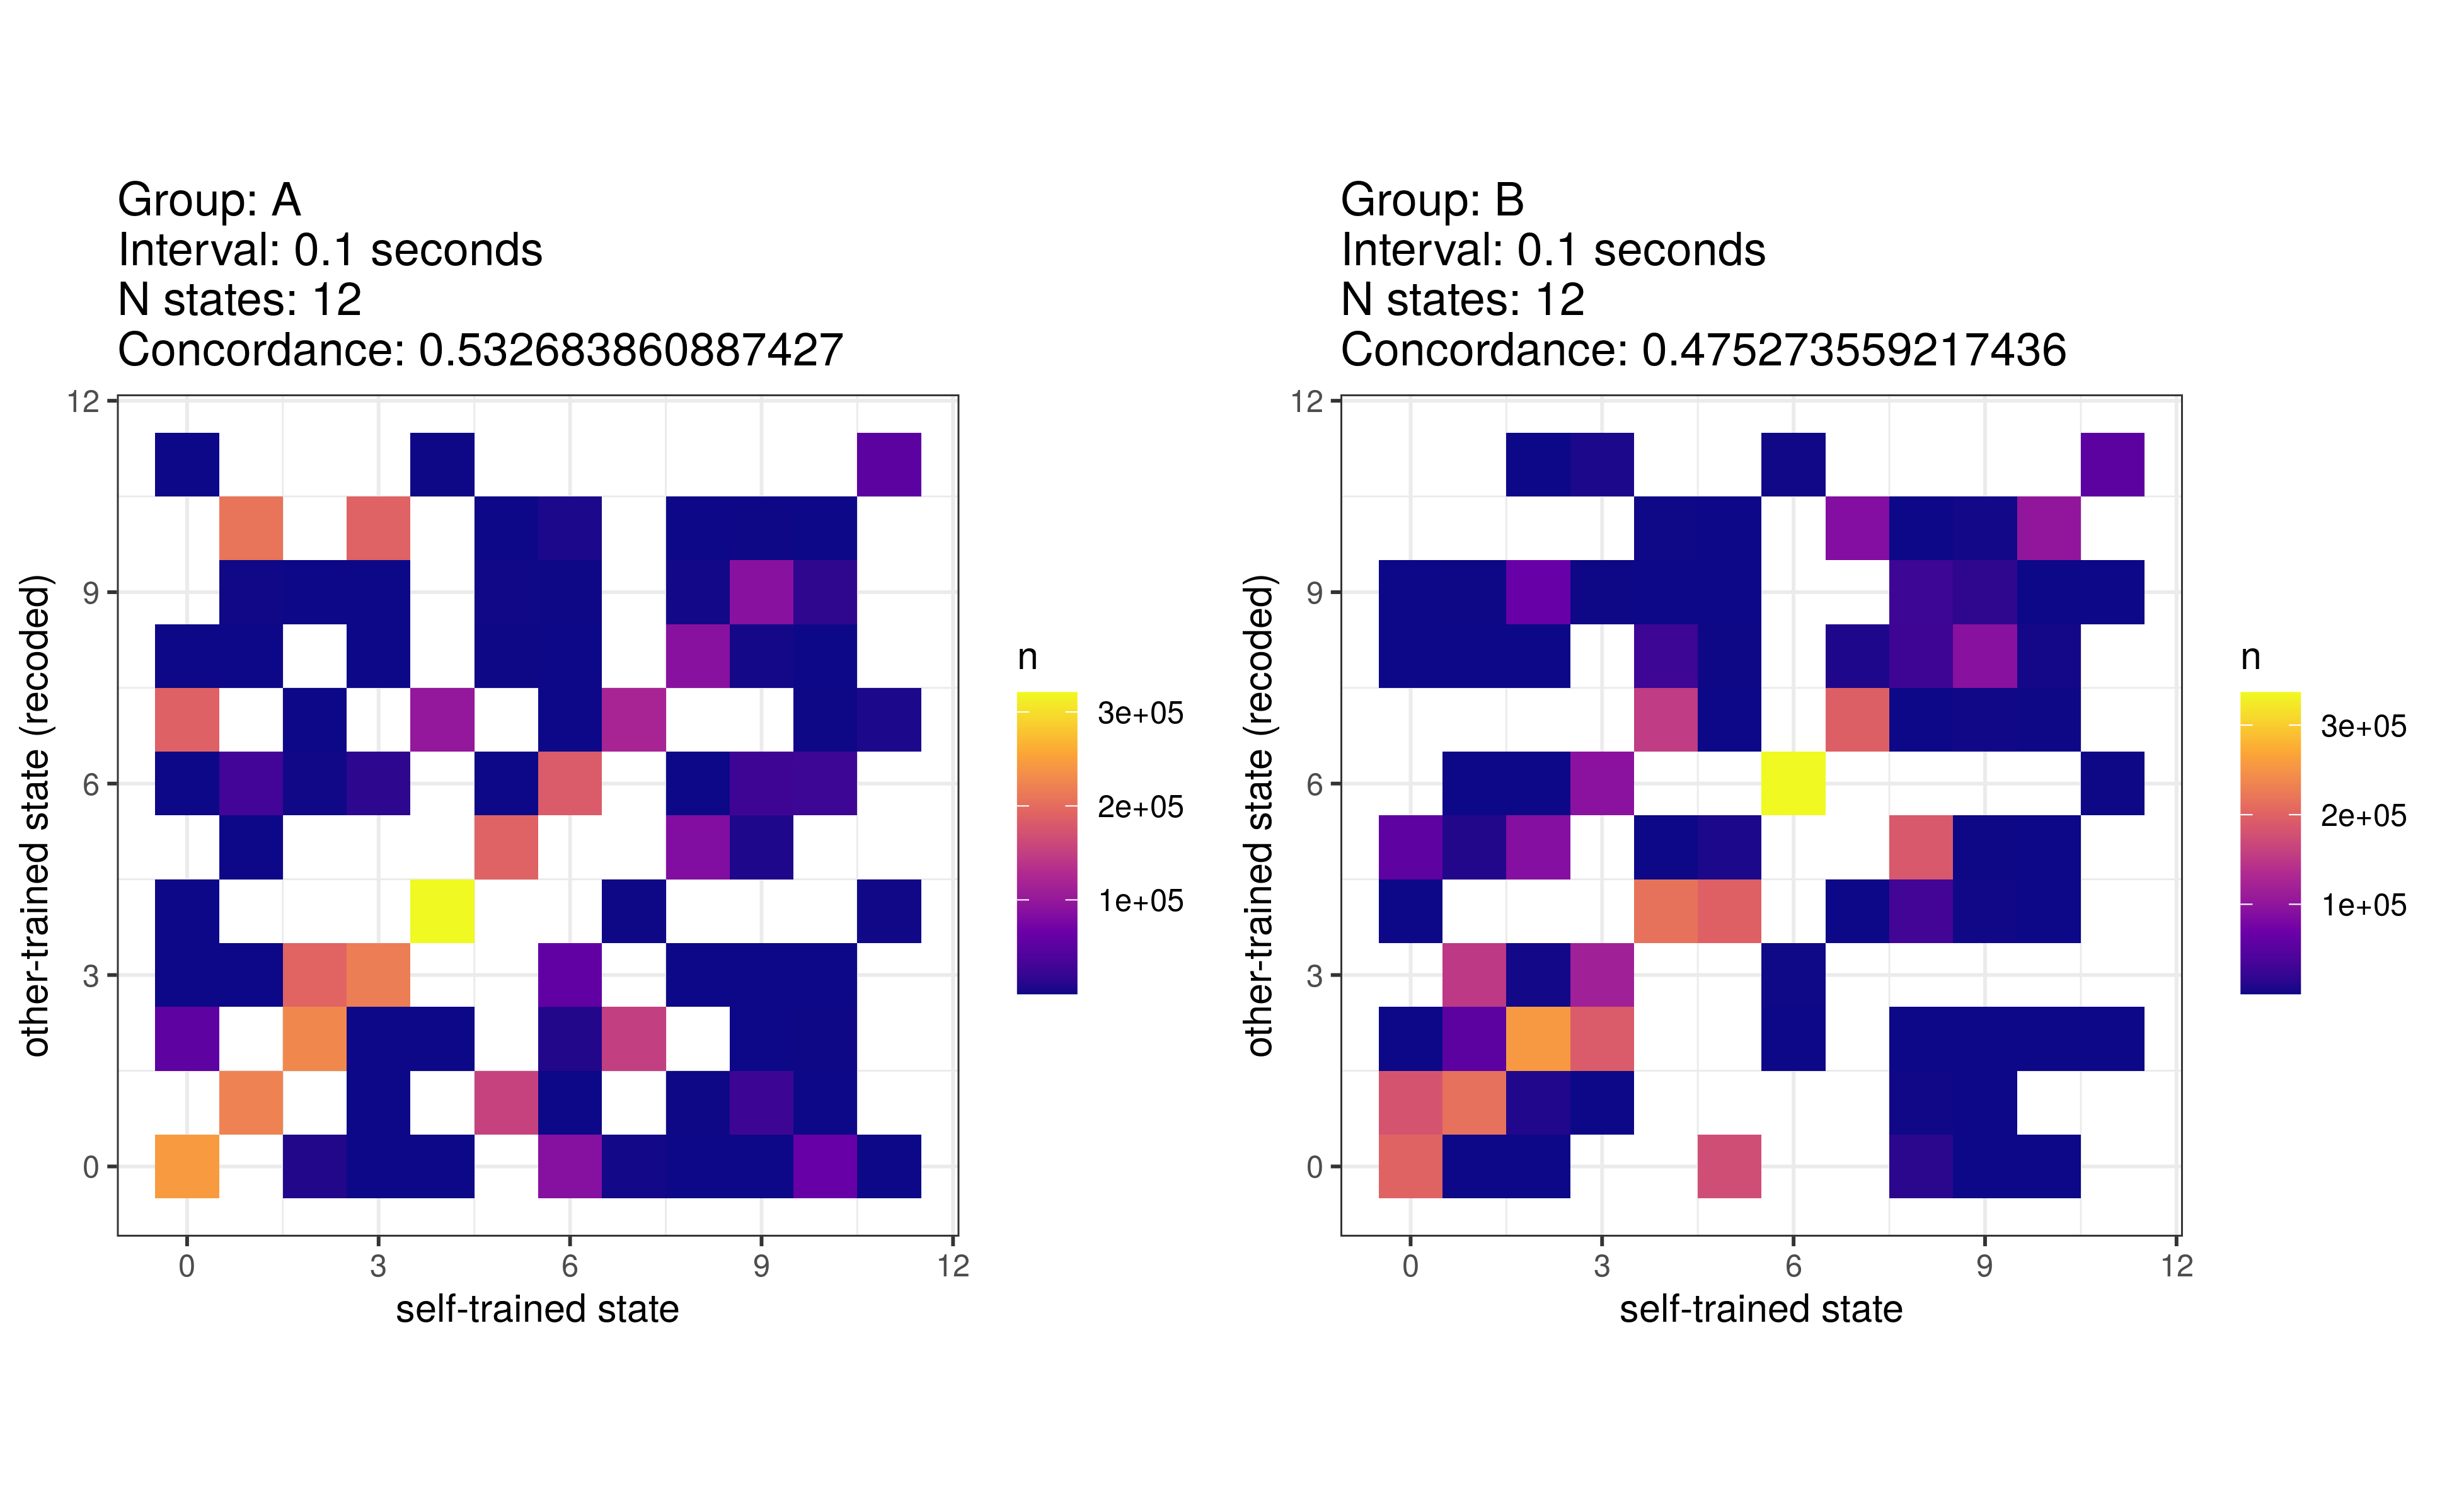 Group: A
Interval: 0.1 seconds
N states: 12
Concordance: 0.532683860887427
12
9
6
3
0
other-trained state (recoded)
0 3 6 9 12
self-trained state
n
3e+05
2e+05
1e+05
Group: B
Interval: 0.1 seconds
N states: 12
Concordance: 0.475273559217436
12
9
6
3
0
other-trained state (recoded)
0 3 6 9 12
self-trained state
n
3e+05
2e+05
1e+05